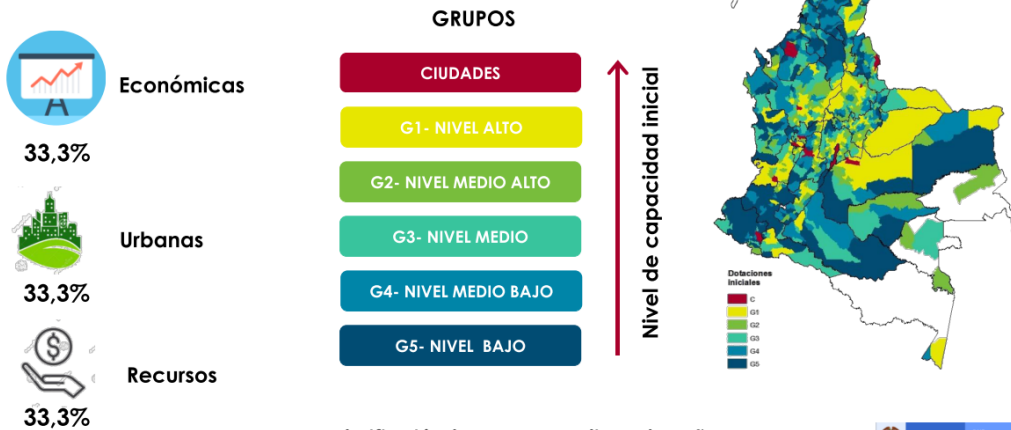 GRUPOS
Económicas
33,3%
Urbanas
33,3%
Recursos
33,3%
CIUDADES
G1- NIVEL ALTO
G2- NIVEL MEDIO ALTO
G3- NIVEL MEDIO
G4- NIVEL MEDIO BAJO
G5- NIVEL BAJO
Nivel de capacidad inicial
Dotaciones
Iniciales
C
G1
G2
G3
G4
G5